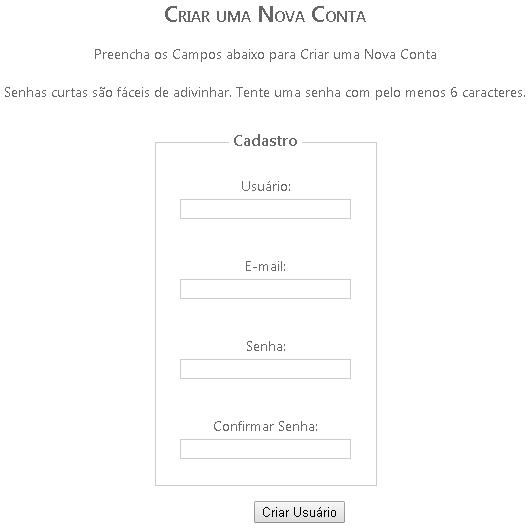 Criar uma Nova Conta
Preencha os Campos abaixo para Criar uma Nova Conta
Senhas curtas são fáceis de adivinhar. Tente uma senha com pelo menos 6 caracteres.
Cadastro
Usuário:
E-mail:
Senha:
Confirmar Senha:
Criar Usuário